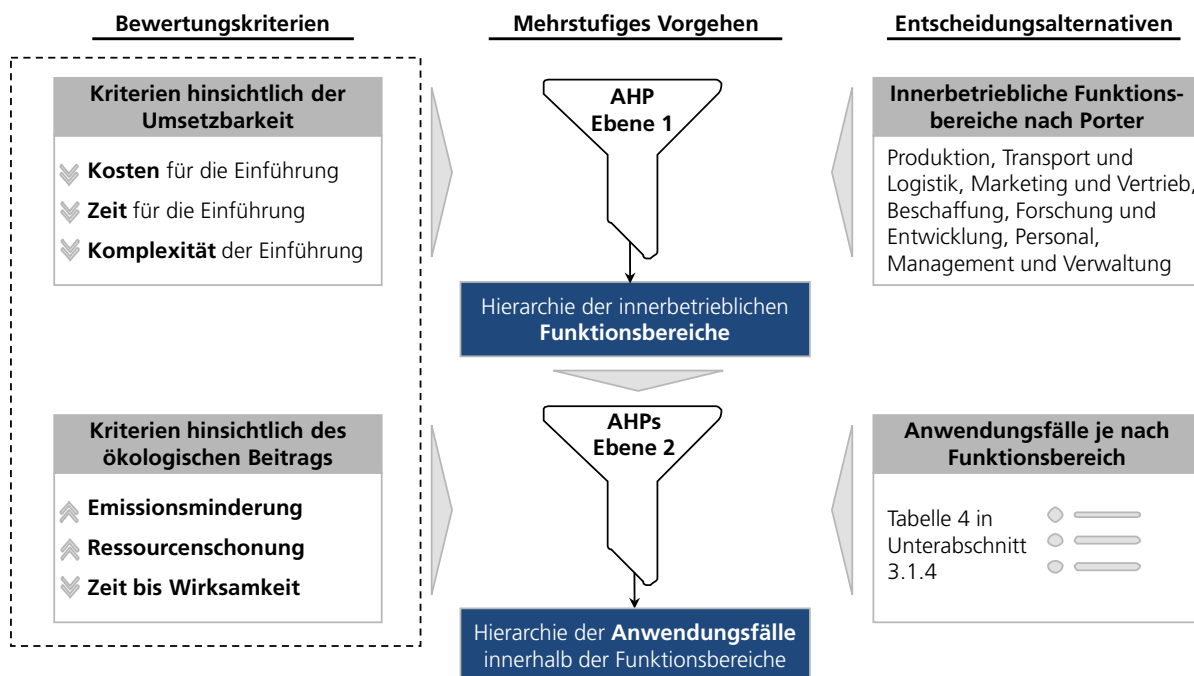 Bewertungskriterien
Mehrstufiges Vorgehen
Entscheidungsalternativen
Kriterien hinsichtlich der
Umsetzbarkeit
Kosten für die Einführung
Zeit für die Einführung
Komplexität der Einführung
AHP
Ebene 1
Innerbetriebliche Funktions-
bereiche nach Porter
Produktion, Transport und
Logistik, Marketing und Vertrieb,
Beschaffung, Forschung und
Entwicklung, Personal,
Management und Verwaltung
Hierarchie der innerbetrieblichen
Funktionsbereiche
Kriterien hinsichtlich des
ökologischen Beitrags
Emissionsminderung
Ressourcenschonung
Zeit bis Wirksamkeit
AHPs
Ebene 2
Anwendungsfälle je nach
Funktionsbereich
Tabelle 4 in
Unterabschnitt
3.1.4
Hierarchie der Anwendungsfälle
innerhalb der Funktionsbereiche